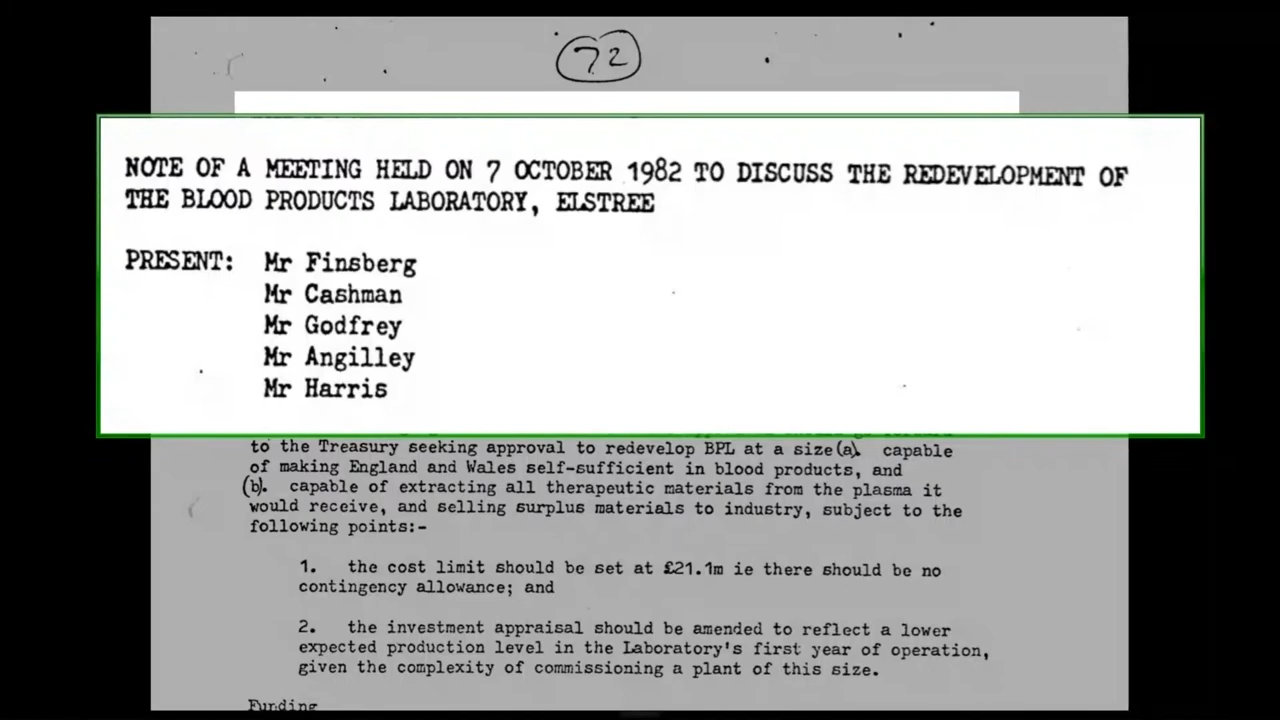 72
NOTE OF A MEETING HELD ON 7 OCTOBER 1982 TO DISCUSS THE REDEVELOPMENT OF
THE BLOOD PRODUCTS LABORATORY, ELSTREE
PRESENT: Mr Finsberg
Mr Cashman
Mr Godfrey
Mr Angilley
Mr Harris
to the Treasury seeking approval to redevelop BPL at a size (a). capable
of making England and Wales self-sufficient in blood products, and
(b). capable of extracting all therapeutic materials from the plasma it
would receive, and selling surplus materials to industry, subject to the
following points:-
1. the cost limit should be set at £21.1m ie there should be no
contingency allowance; and
2. the investment appraisal should be amended to reflect a lower
expected production level in the Laboratory's first year of operation,
given the complexity of commissioning a plant of this size.
Funding